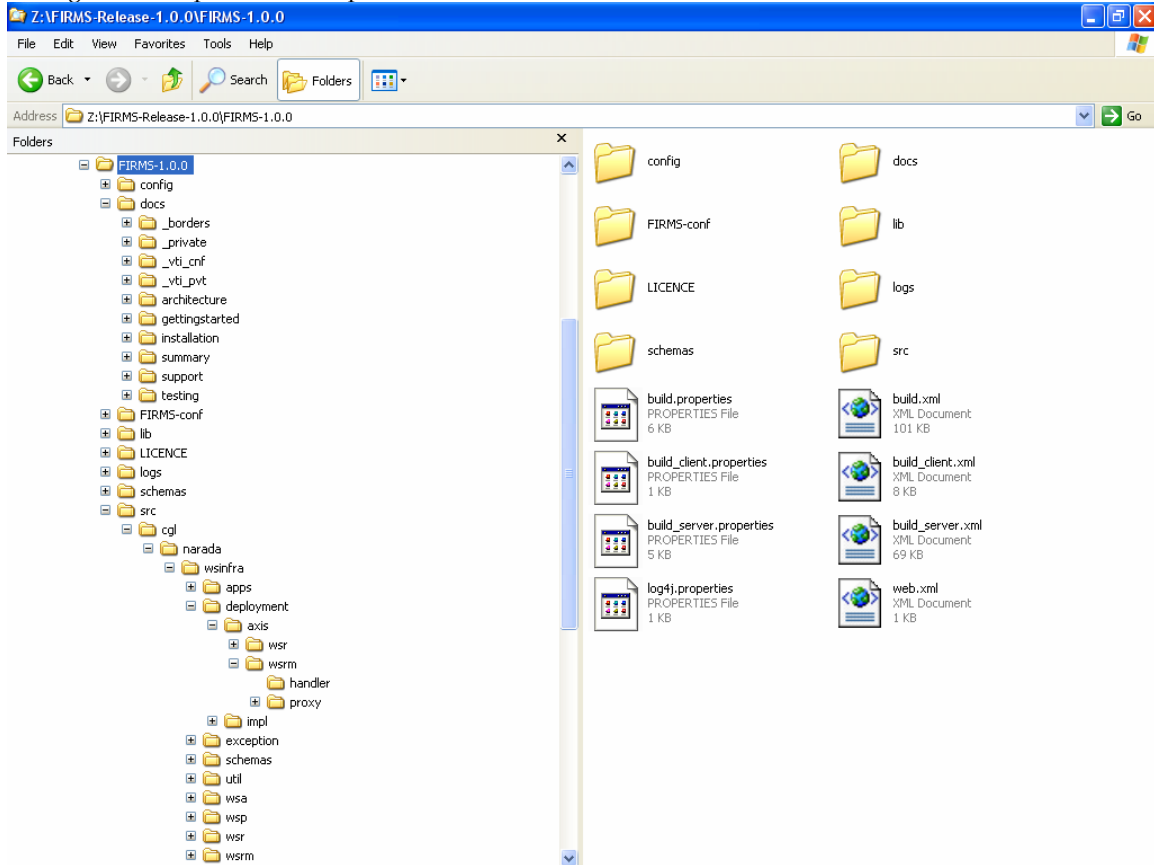 Z:\FIRMS-Release-1.0.0\FIRMS-1.0.0
File Edit View Favorites Tools Help
Back Search Folders
Address Z:\FIRMS-Release-1.0.0\FIRMS-1.0.0 Go
Folders x
FIRMS-1.0.0
config
docs
_borders
_private
_vti_cnf
_vti_pvt
architecture
gettingstarted
installation
summary
support
testing
FIRMS-conf
lib
LICENCE
logs
schemas
src
cgl
narada
wsinfra
apps
deployment
axis
wsr
wsrm
handler
proxy
impl
exception
schemas
util
wsa
wsp
wsr
wsrm
config docs
FIRMS-conf lib
LICENCE logs
schemas src
build.properties
PROPERTIES File
6 KB
build.xml
XML Document
101 KB
build_client.properties
PROPERTIES File
1 KB
build_client.xml
XML Document
8 KB
build_server.properties
PROPERTIES File
5 KB
build_server.xml
XML Document
69 KB
log4j.properties
PROPERTIES File
1 KB
web.xml
XML Document
1 KB